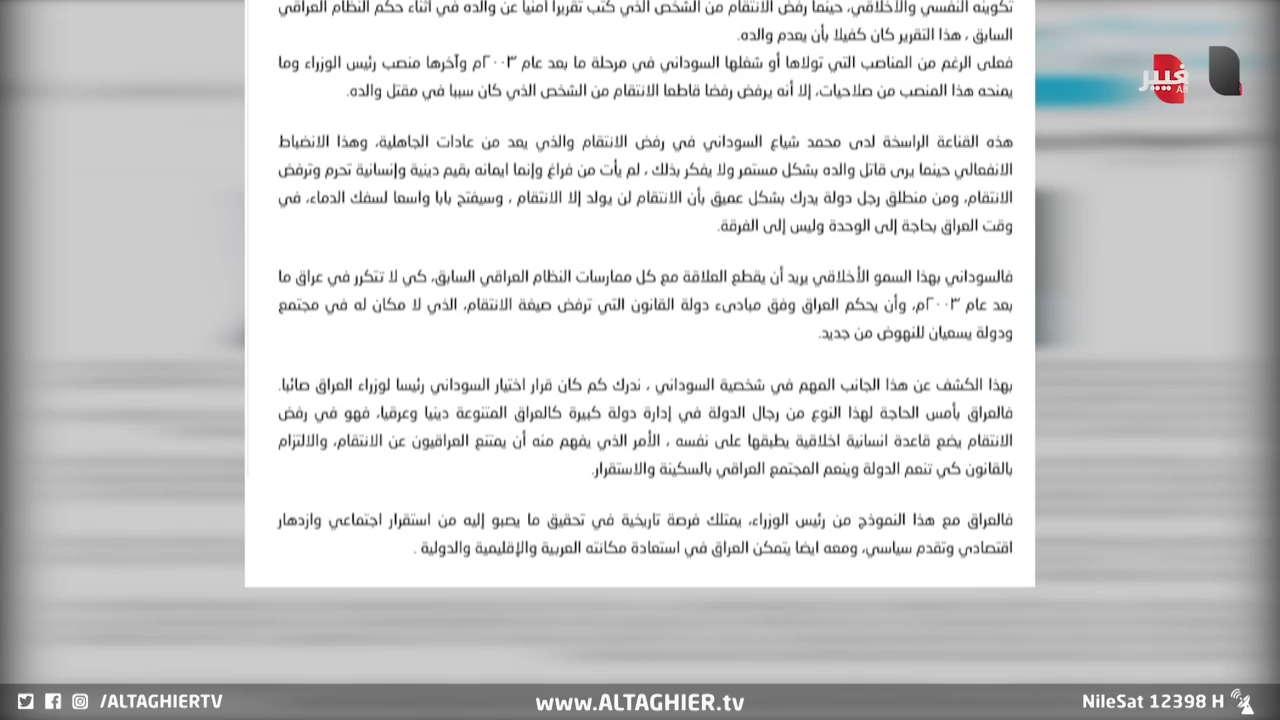 تكوينه النفسي والأخلاقي، حينما رفض الانتقام من الشخص الذي كتب تقريرا أمنيا عن والده في أثناء حكم النظام العراقي
السابق ، هذا التقرير كان كفيلا بأن يعدم والده.
فعلى الرغم من المناصب التي تولاها أو شغلها السوداني في مرحلة ما بعد عام ٢٠٠٣م وآخرها منصب رئيس الوزراء وما
يمنحه هذا المنصب من صلاحيات، إلا أنه يرفض رفضا قاطعا الانتقام من الشخص الذي كان سببا في مقتل والده.
هذه القناعة الراسخة لدى محمد شياع السوداني في رفض الانتقام والذي يعد من عادات الجاهلية، وهذا الانضباط
الانفعالي حينما يرى قاتل والده بشكل مستمر ولا يفكر بذلك ، لم يأت من فراغ وإنما ايمانه بقيم دينية وإنسانية تحرم وترفض
الانتقام، ومن منطلق رجل دولة يدرك بشكل عميق بأن الانتقام لن يولد إلا الانتقام ، وسيفتح بابا واسعا لسفك الدماء، في
وقت العراق بحاجة إلى الوحدة وليس إلى الفرقة.
فالسوداني بهذا السمو الأخلاقي يريد أن يقطع العلاقة مع كل ممارسات النظام العراقي السابق، كي لا تتكرر في عراق ما
بعد عام ٢٠٠٣م، وأن يحكم العراق وفق مبادىء دولة القانون التي ترفض صيغة الانتقام، الذي لا مكان له في مجتمع
ودولة يسعيان للنهوض من جديد.
بهذا الكشف عن هذا الجانب المهم في شخصية السوداني ، ندرك كم كان قرار اختيار السوداني رئيسا لوزراء العراق صائبا.
فالعراق بأمس الحاجة لهذا النوع من رجال الدولة في إدارة دولة كبيرة كالعراق المتنوعة دينيا وعرقيا، فهو في رفض
الانتقام يضع قاعدة انسانية اخلاقية يطبقها على نفسه ، الأمر الذي يفهم منه أن يمتنع العراقيون عن الانتقام، والالتزام
بالقانون كي تنعم الدولة وينعم المجتمع العراقي بالسكينة والاستقرار.
فالعراق مع هذا النموذج من رئيس الوزراء، يمتلك فرصة تاريخية في تحقيق ما يصبو إليه من استقرار اجتماعي وازدهار
اقتصادي وتقدم سياسي، ومعه ايضا يتمكن العراق في استعادة مكانته العربية والإقليمية والدولية .
/ALTAGHIERTV
www.ALTAGHIER.tv
NileSat 12398 H